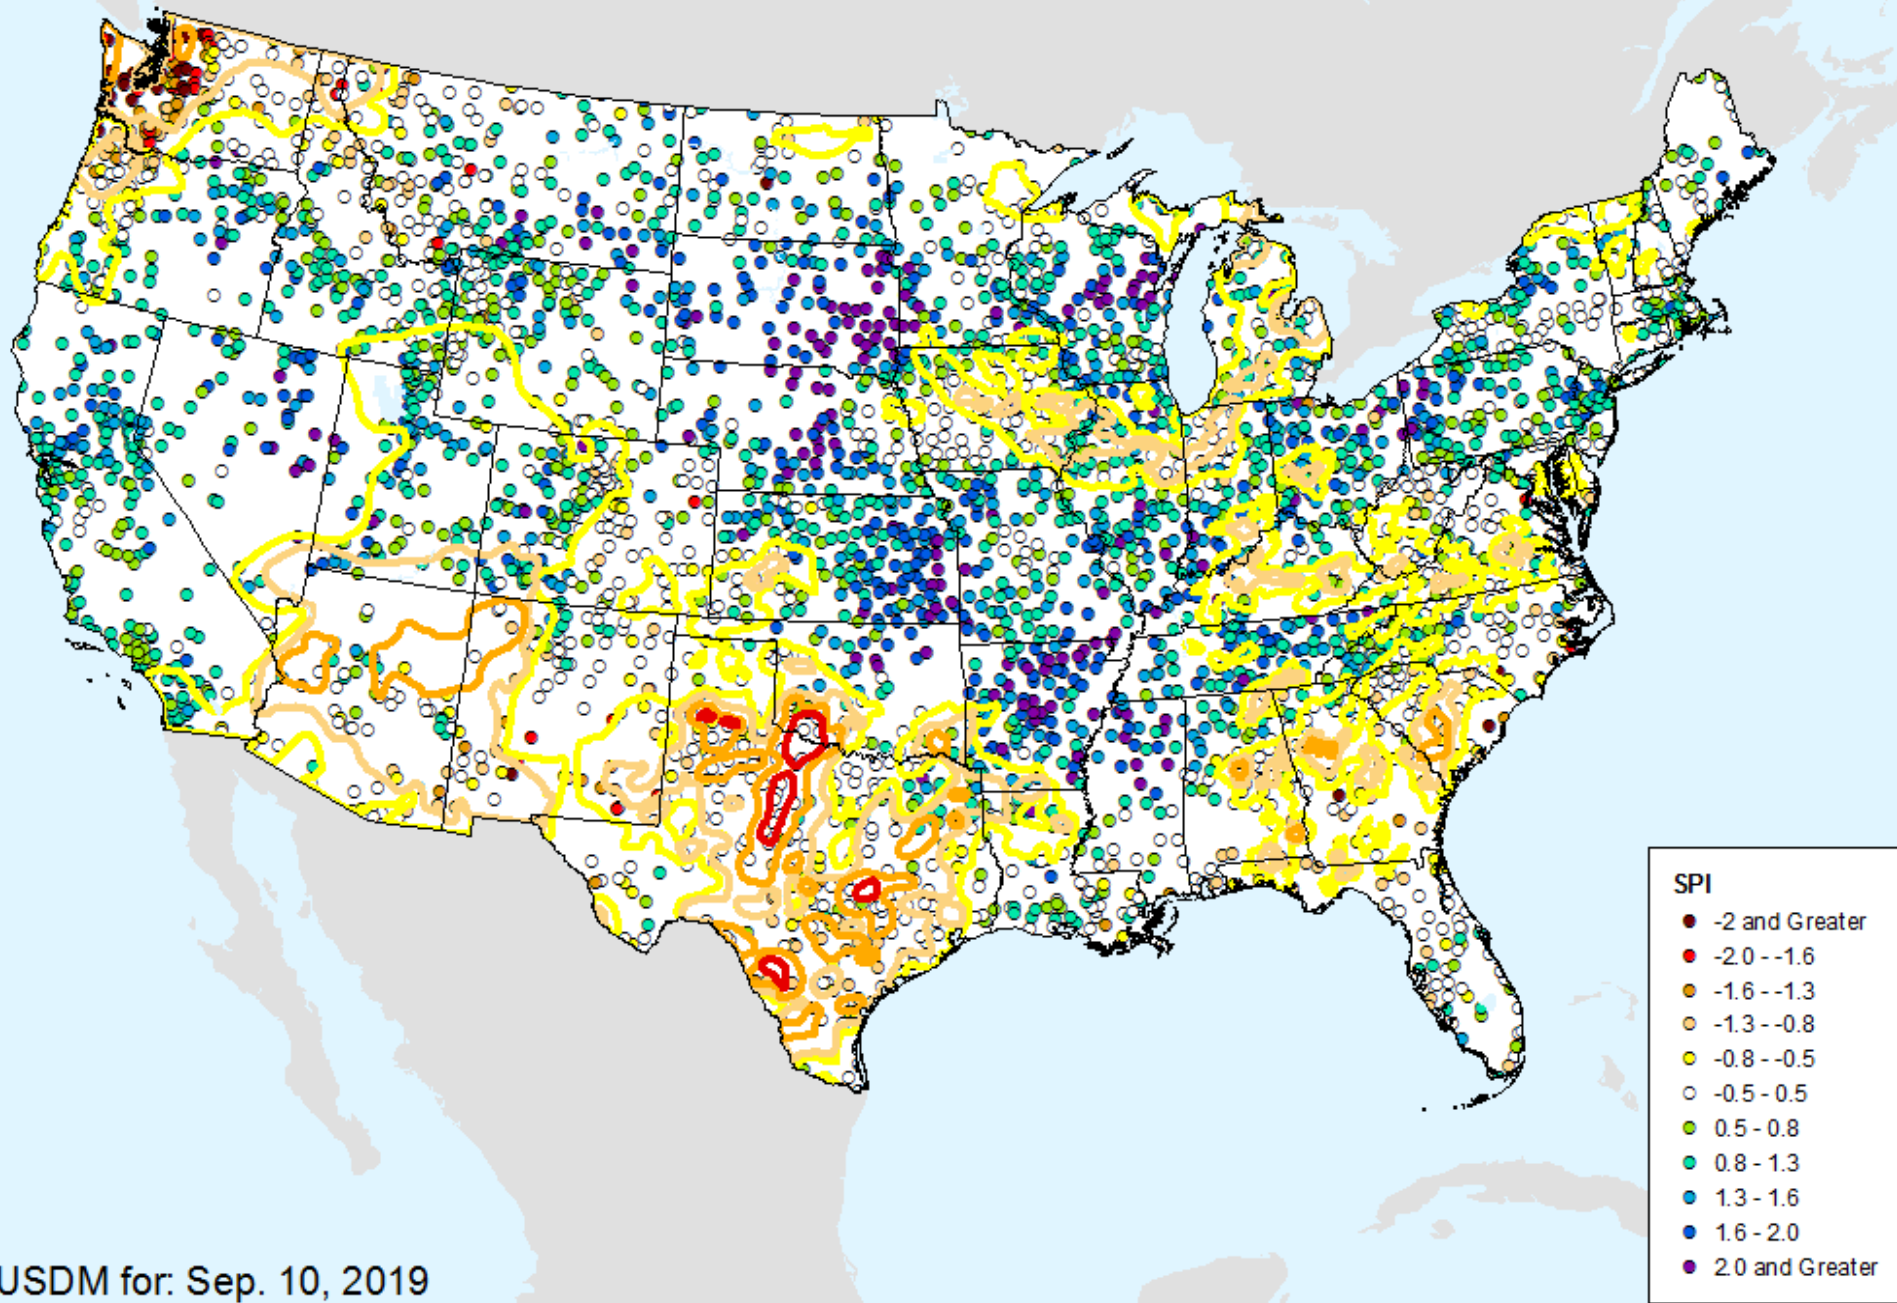 SPI
-2 and Greater
-2.0 - -1.6
-1.6 - -1.3
-1.3 - -0.8
-0.8 - -0.5
-0.5 - 0.5
0.5 - 0.8
0.8 - 1.3
1.3 - 1.6
1.6 - 2.0
2.0 and Greater
USDM for: Sep. 10, 2019